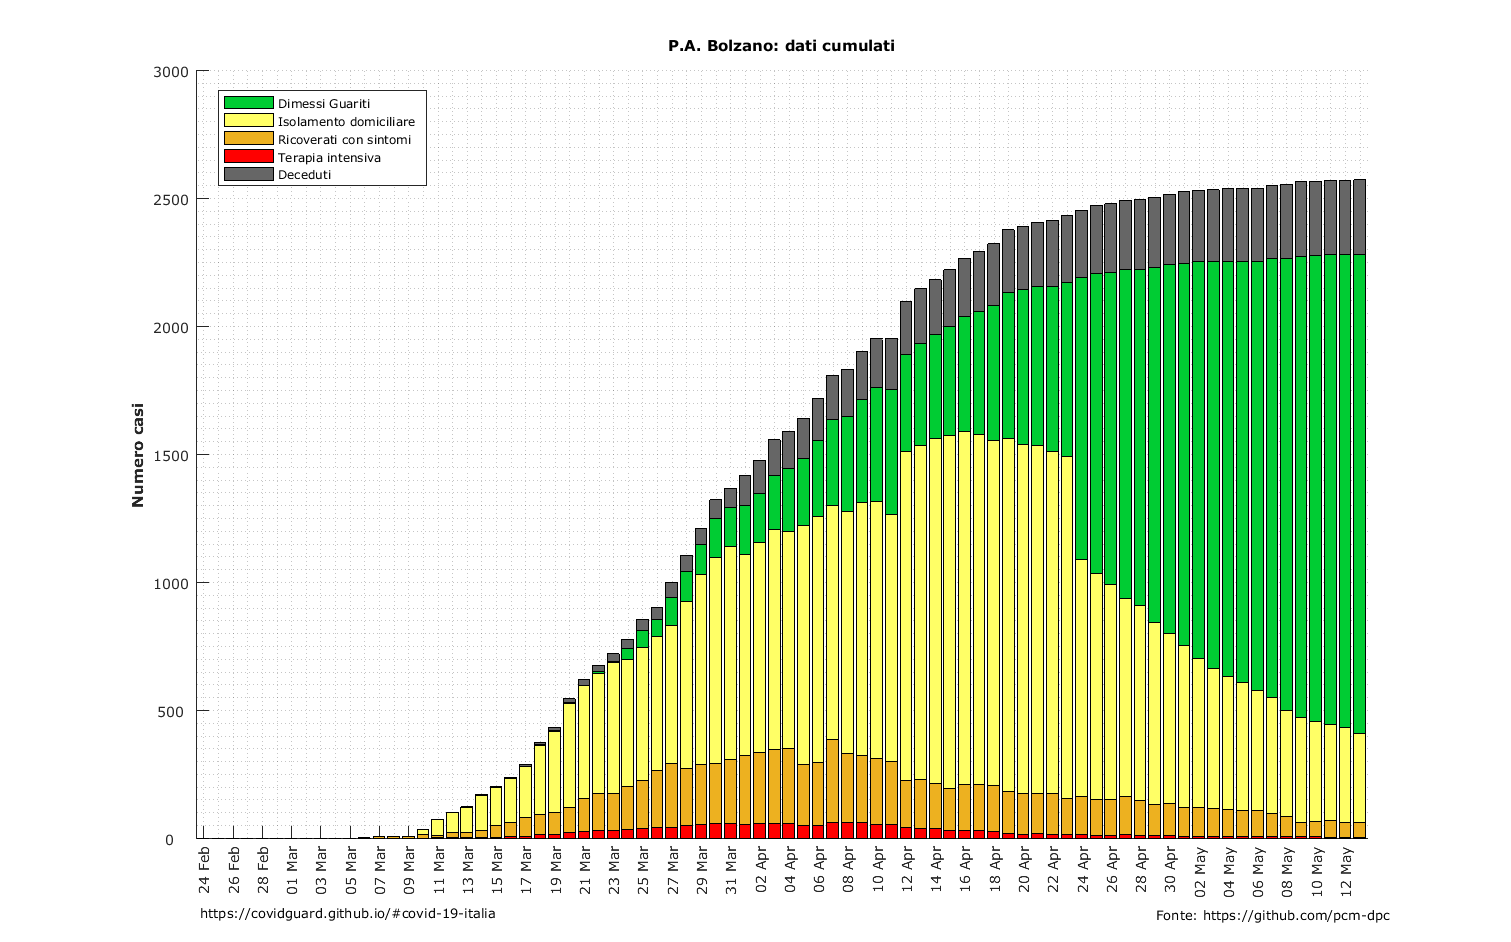 P.A. Bolzano: dati cumulati
3000
2500
2000
1500
1000
500
0
Numero casi
Dimessi Guariti
Isolamento domiciliare
Ricoverati con sintomi
Terapia intensiva
Deceduti
24 Feb
26 Feb
28 Feb
01 Mar
03 Mar
05 Mar
07 Mar
09 Mar
11 Mar
13 Mar
15 Mar
17 Mar
19 Mar
21 Mar
23 Mar
25 Mar
27 Mar
29 Mar
31 Mar
02 Apr
04 Apr
06 Apr
08 Apr
10 Apr
12 Apr
14 Apr
16 Apr
18 Apr
20 Apr
22 Apr
24 Apr
26 Apr
28 Apr
30 Apr
02 May
04 May
06 May
08 May
10 May
12 May
https://covidguard.github.io/#covid-19-italia
Fonte: https://github.com/pcm-dpc